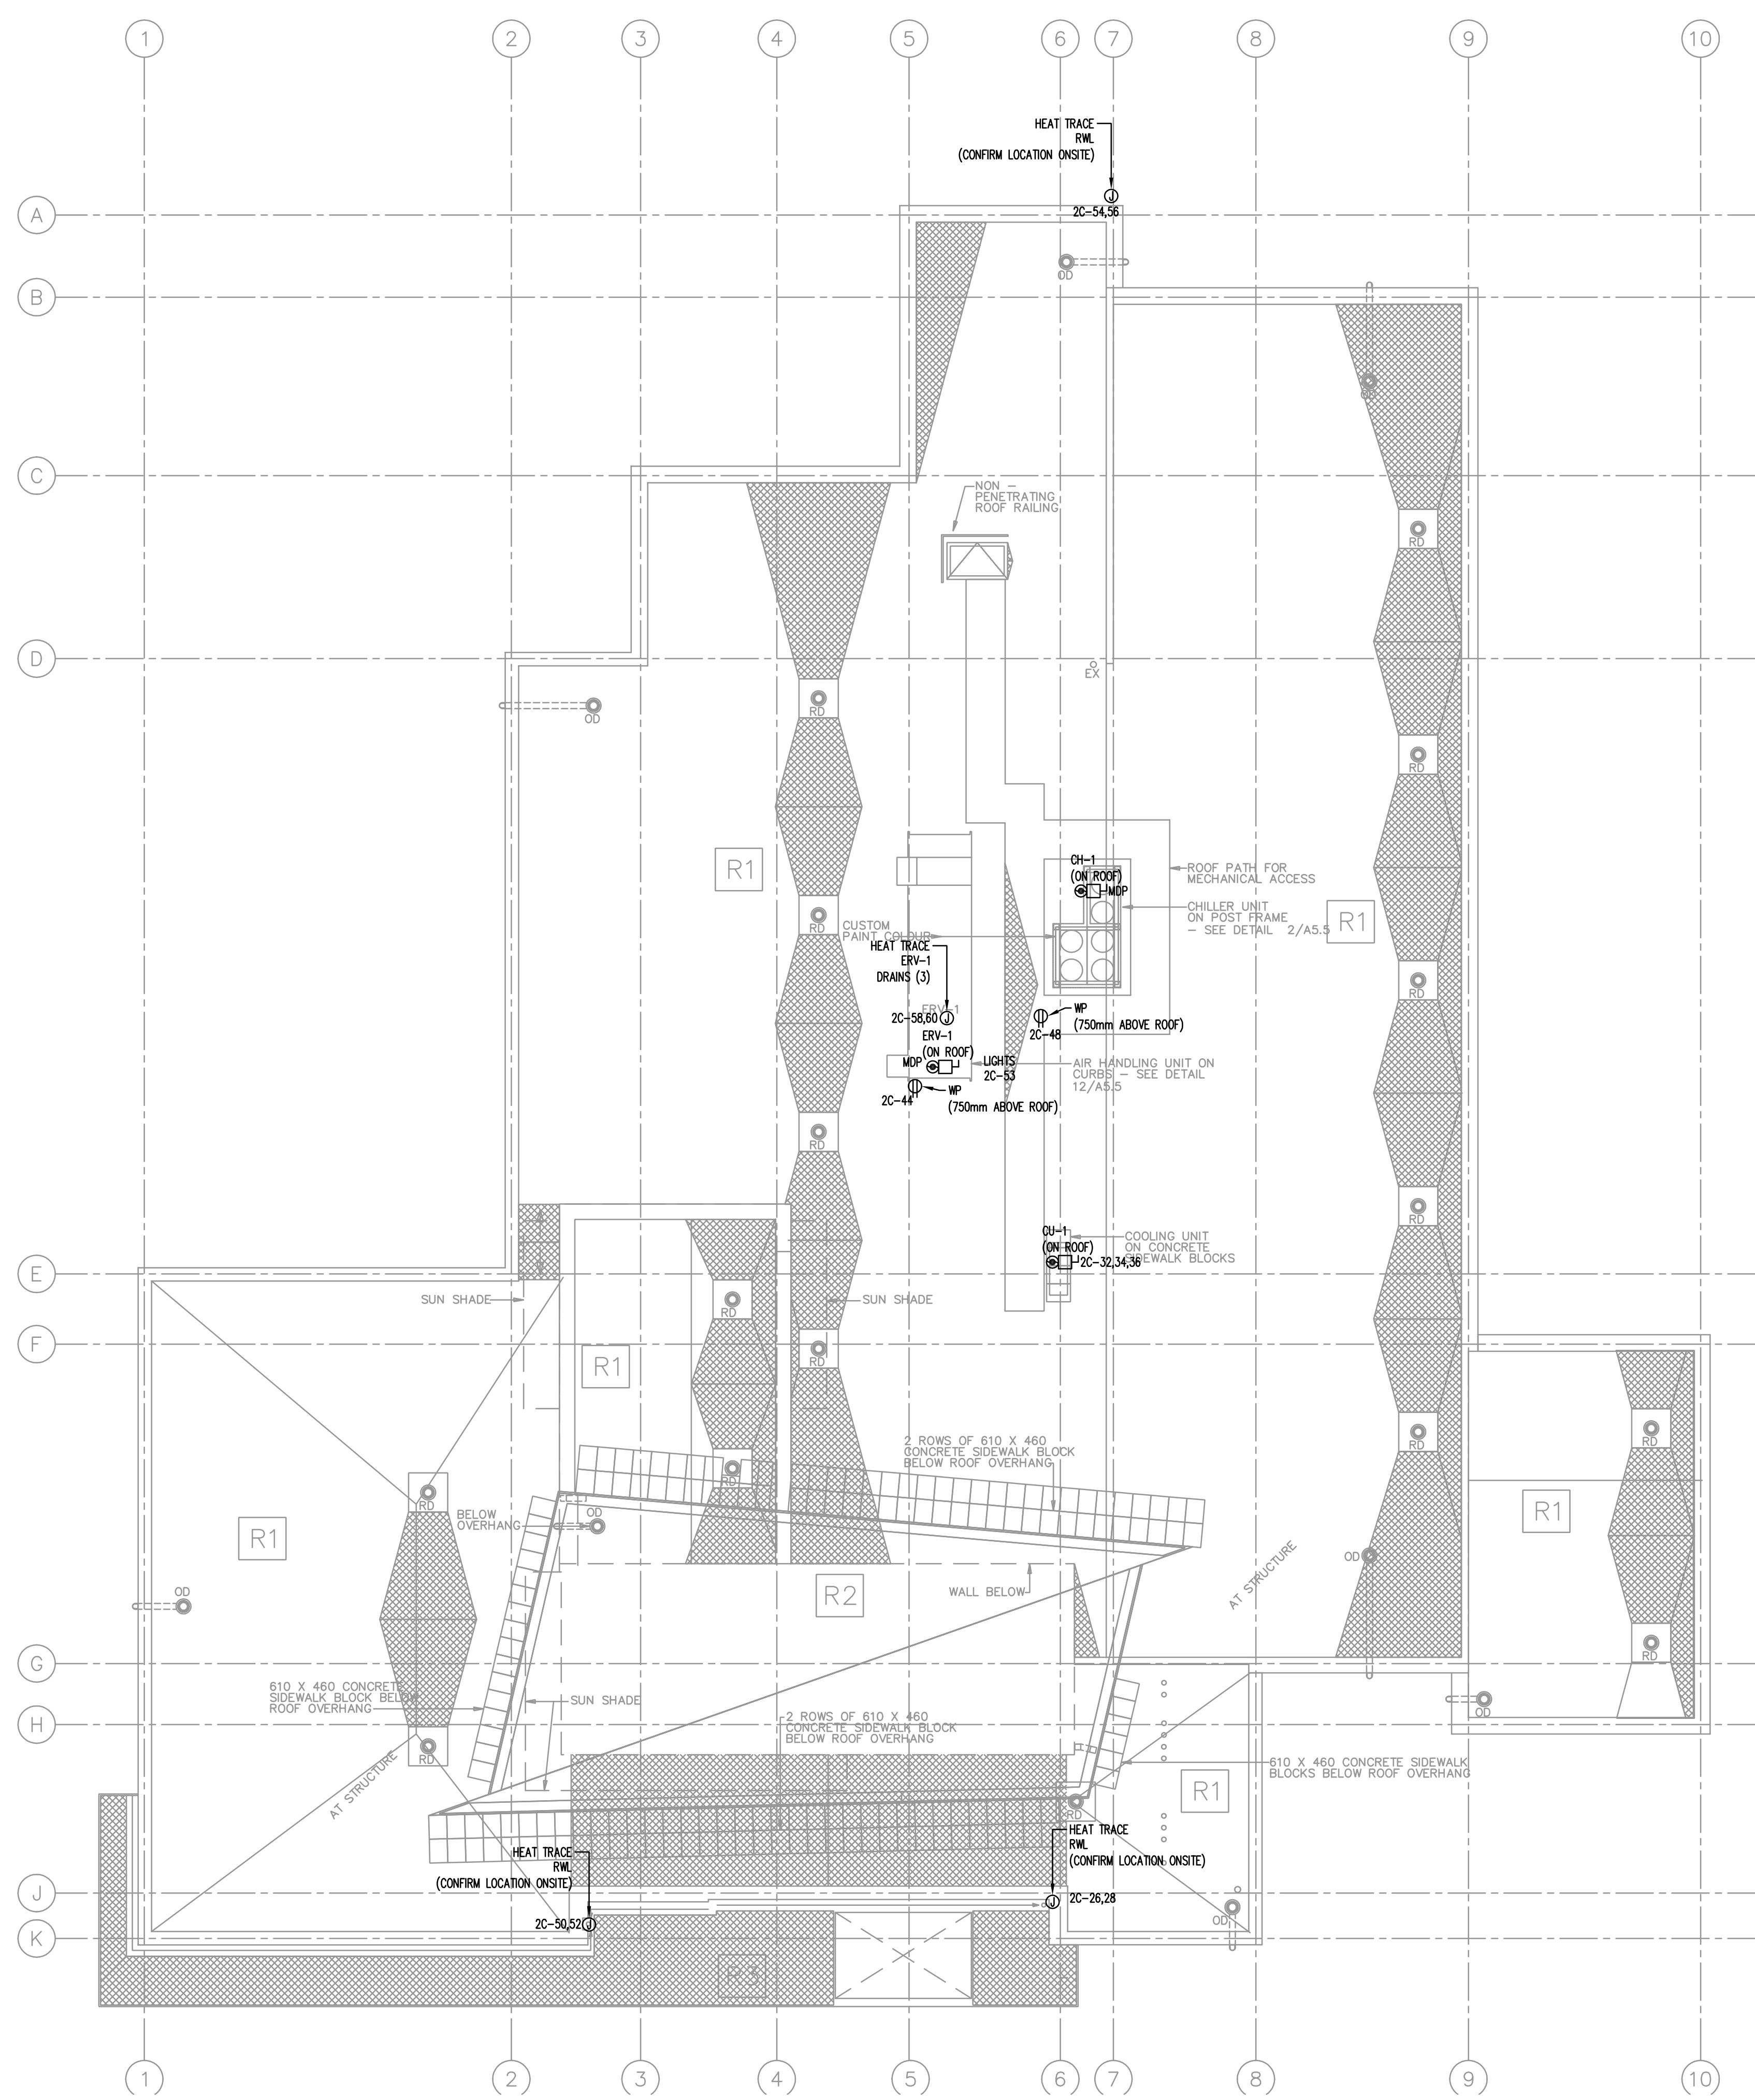 1
2
3
4
5
6
7
8
9
10
HEAT TRACE
RWL
(CONFIRM LOCATION ONSITE)
A
2C-54,56
OD
B
OD
C
NON -
PENETRATING
ROOF RAILING
RD
D
EX
RD
OD
RD
R1
CH-1
(ON ROOF)
MDP
ROOF PATH FOR
MECHANICAL ACCESS
CHILLER UNIT
ON POST FRAME
- SEE DETAIL 2/A5.5
R1
RD
CUSTOM
PAINT COLOUR
HEAT TRACE
ERV-1
DRAINS (3)
RD
ERV-1
2C-58,60
J
WP
(750mm ABOVE ROOF)
2C-48
ERV-1
(ON ROOF)
MDP
LIGHTS
2C-53
AIR HANDLING UNIT ON
CURBS - SEE DETAIL
12/A5.5
2C-44
WP
(750mm ABOVE ROOF)
RD
RD
CU-1
(ON ROOF)
2C-32,34,36
COOLING UNIT
ON CONCRETE
SIDEWALK BLOCKS
E
SUN SHADE
RD
SUN SHADE
F
R1
RD
RD
RD
2 ROWS OF 610 X 460
CONCRETE SIDEWALK BLOCK
BELOW ROOF OVERHANG
RD
RD
R1
BELOW
OVERHANG
OD
R1
OD
AT STRUCTURE
WALL BELOW
R2
OD
G
RD
610 X 460 CONCRETE
SIDEWALK BLOCK BELOW
ROOF OVERHANG
SUN SHADE
OD
H
2 ROWS OF 610 X 460
CONCRETE SIDEWALK BLOCK
BELOW ROOF OVERHANG
RD
AT STRUCTURE
610 X 460 CONCRETE SIDEWALK
BLOCKS BELOW ROOF OVERHANG
R1
RD
HEAT TRACE
RWL
(CONFIRM LOCATION ONSITE)
HEAT TRACE
RWL
(CONFIRM LOCATION ONSITE)
J
2C-26,28
J
2C-50,52
J
OD
K
R3
1
2
3
4
5
6
7
8
9
10